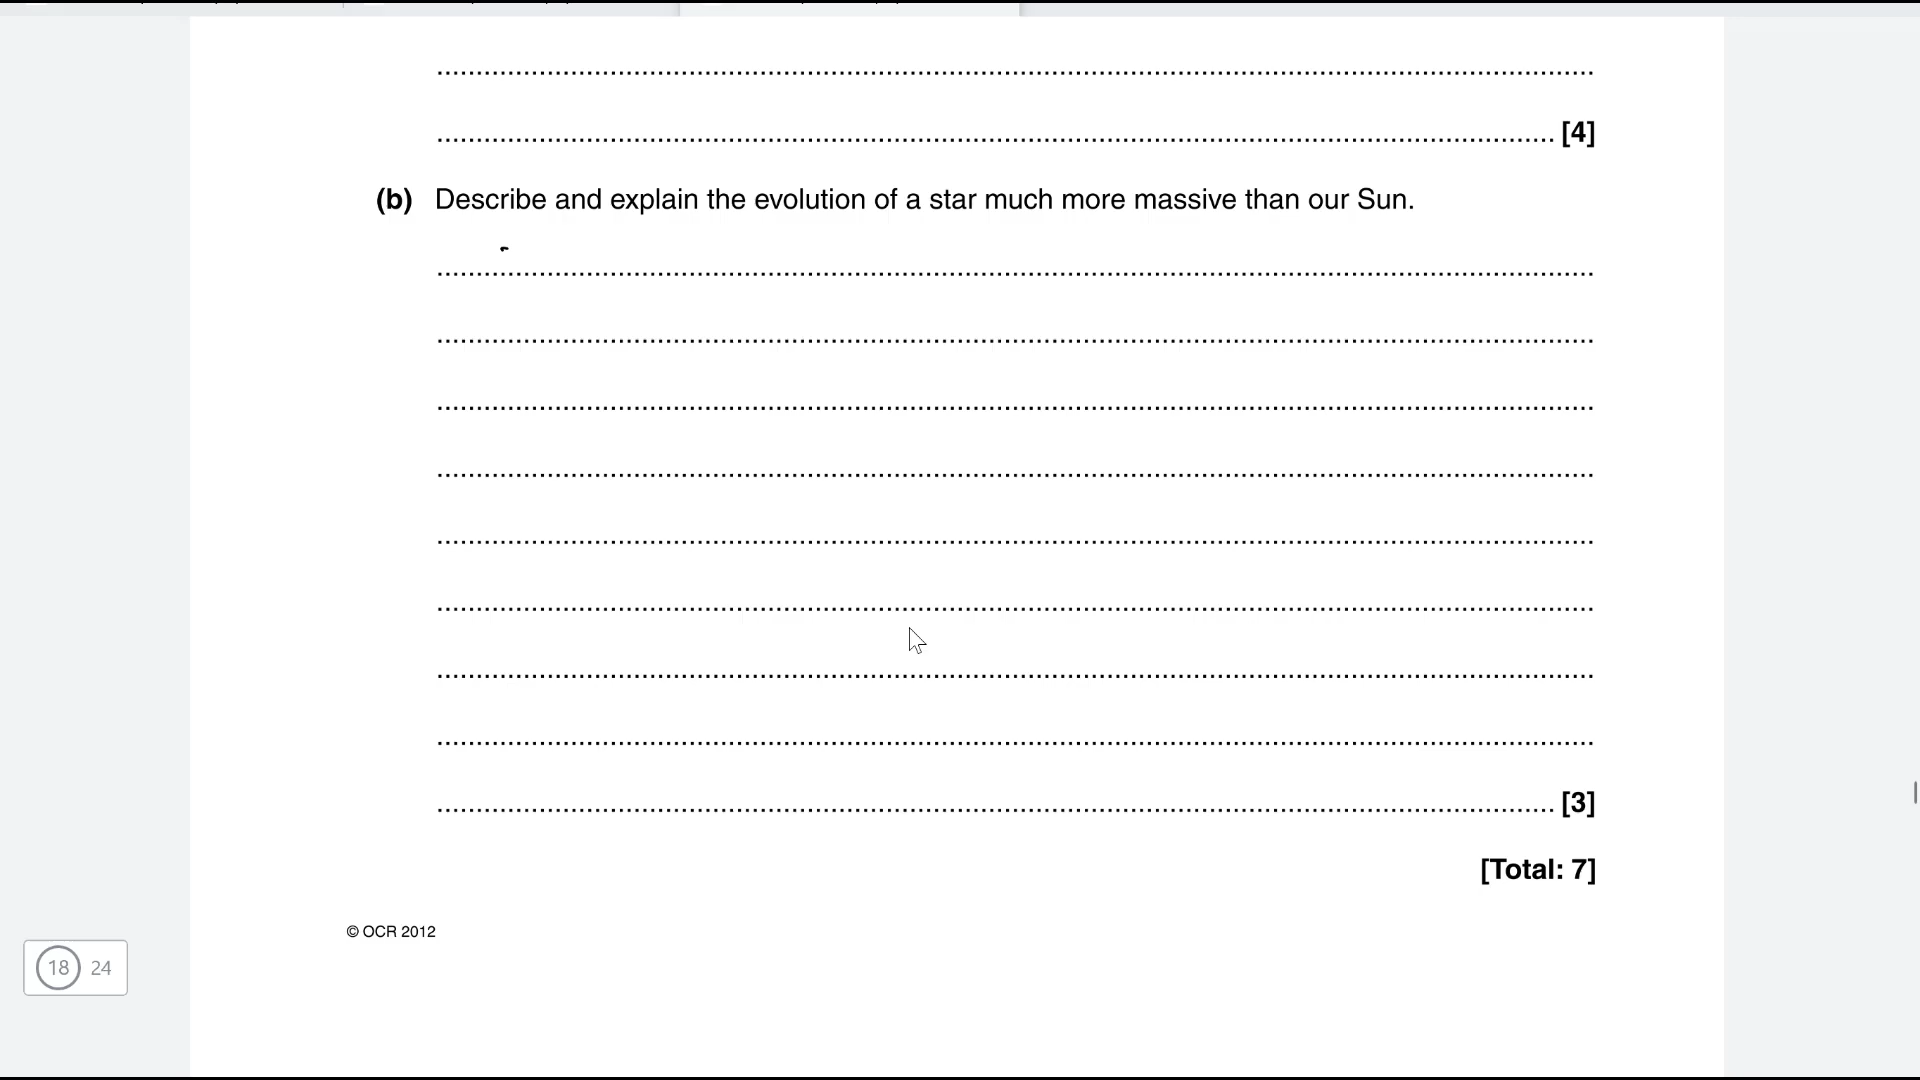 [4]
(b) Describe and explain the evolution of a star much more massive than our Sun.
[3]
[Total: 7]
© OCR 2012
18 24